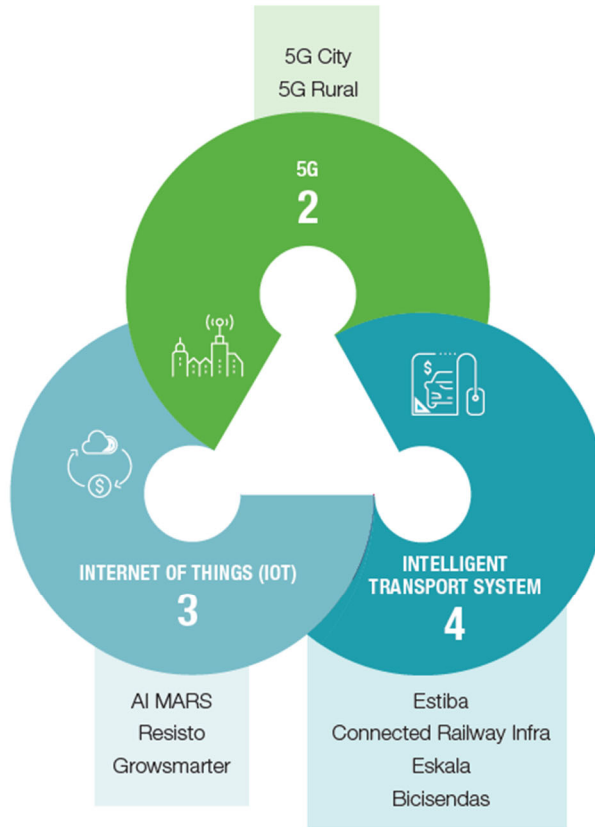 5G City
5G Rural
5G
2
$
$
INTERNET OF THINGS (IOT)
3
INTELLIGENT
TRANSPORT SYSTEM
4
AI MARS
Resisto
Growsmarter
Estiba
Connected Railway Infra
Eskala
Bicisendas